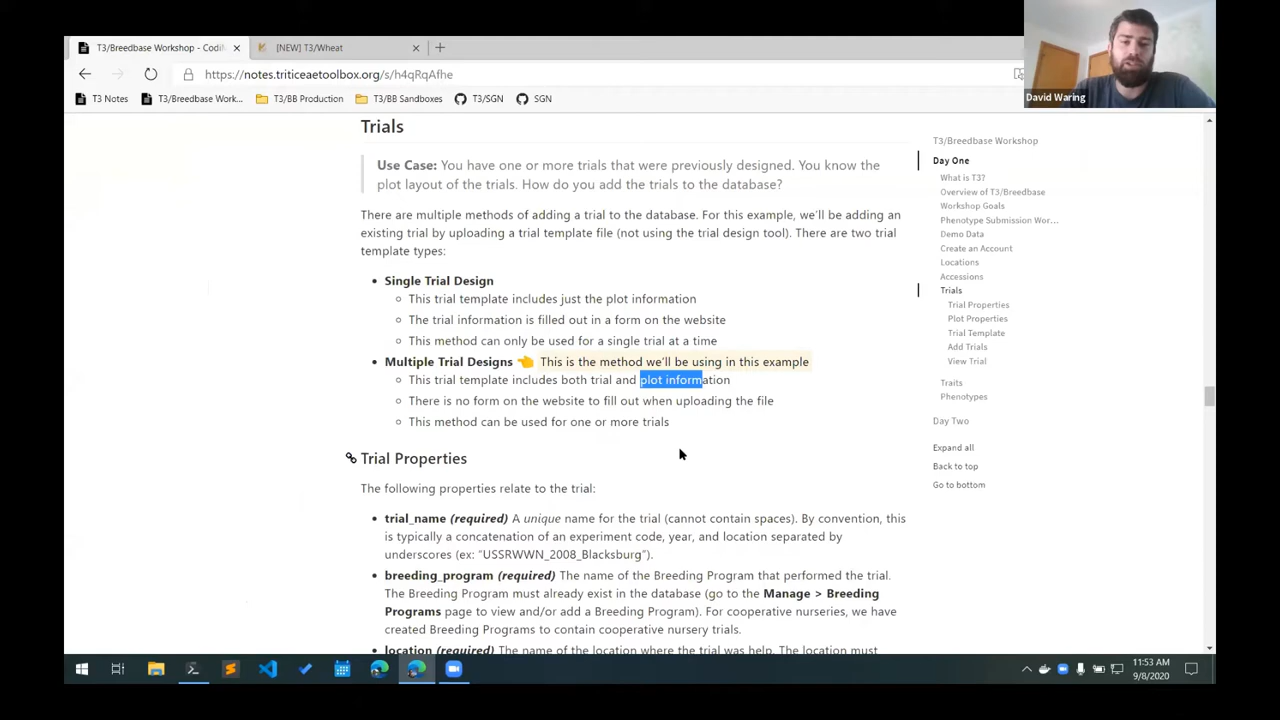 T3/Breedbase Workshop - CodiM
[NEW] T3/Wheat
https://notes.triticeaetoolbox.org/s/h4qRqAfhe
T3 Notes
T3/Breedbase Work...
T3/BB Production
T3/BB Sandboxes
T3/SGN
SGN
David Waring
Trials
Use Case: You have one or more trials that were previously designed. You know the
plot layout of the trials. How do you add the trials to the database?
There are multiple methods of adding a trial to the database. For this example, we'll be adding an
existing trial by uploading a trial template file (not using the trial design tool). There are two trial
template types:
• Single Trial Design
This trial template includes just the plot information
The trial information is filled out in a form on the website
This method can only be used for a single trial at a time
• Multiple Trial Designs 👈 This is the method we'll be using in this example
This trial template includes both trial and plot information
There is no form on the website to fill out when uploading the file
This method can be used for one or more trials
Trial Properties
The following properties relate to the trial:
• trial_name (required) A unique name for the trial (cannot contain spaces). By convention, this
is typically a concatenation of an experiment code, year, and location separated by
underscores (ex: “USSRWWN_2008_Blacksburg”).
• breeding_program (required) The name of the Breeding Program that performed the trial.
The Breeding Program must already exist in the database (go to the Manage > Breeding
Programs page to view and/or add a Breeding Program). For cooperative nurseries, we have
created Breeding Programs to contain cooperative nursery trials.
• location (required) The name of the location where the trial was help. The location must
T3/Breedbase Workshop
Day One
What is T3?
Overview of T3/Breedbase
Workshop Goals
Phenotype Submission Wor...
Demo Data
Create an Account
Locations
Accessions
Trials
Trial Properties
Plot Properties
Trial Template
Add Trials
View Trial
Traits
Phenotypes
Day Two
Expand all
Back to top
Go to bottom
11:53 AM
9/8/2020